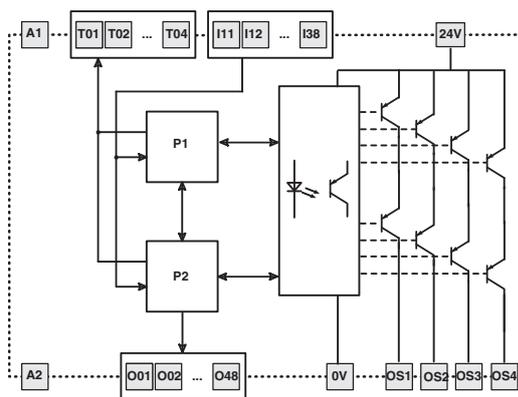 A1 T01 T02 ... T04 I11 I12 ... I38 24V
P1
P2
A2 O01 O02 ... O48 0V OS1 OS2 OS3 OS4